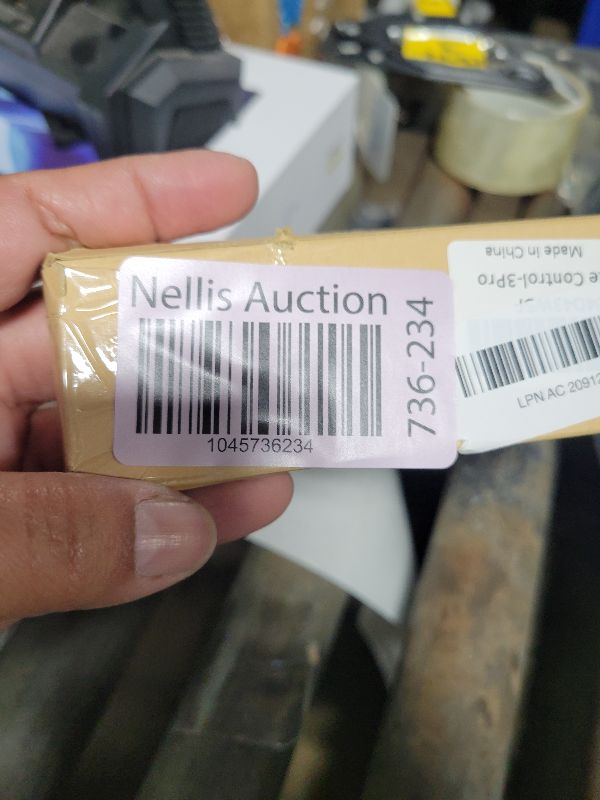 Nellis Auction
1045736234
736-234
Made in China
e Control-3Pro
LPN AC 20912